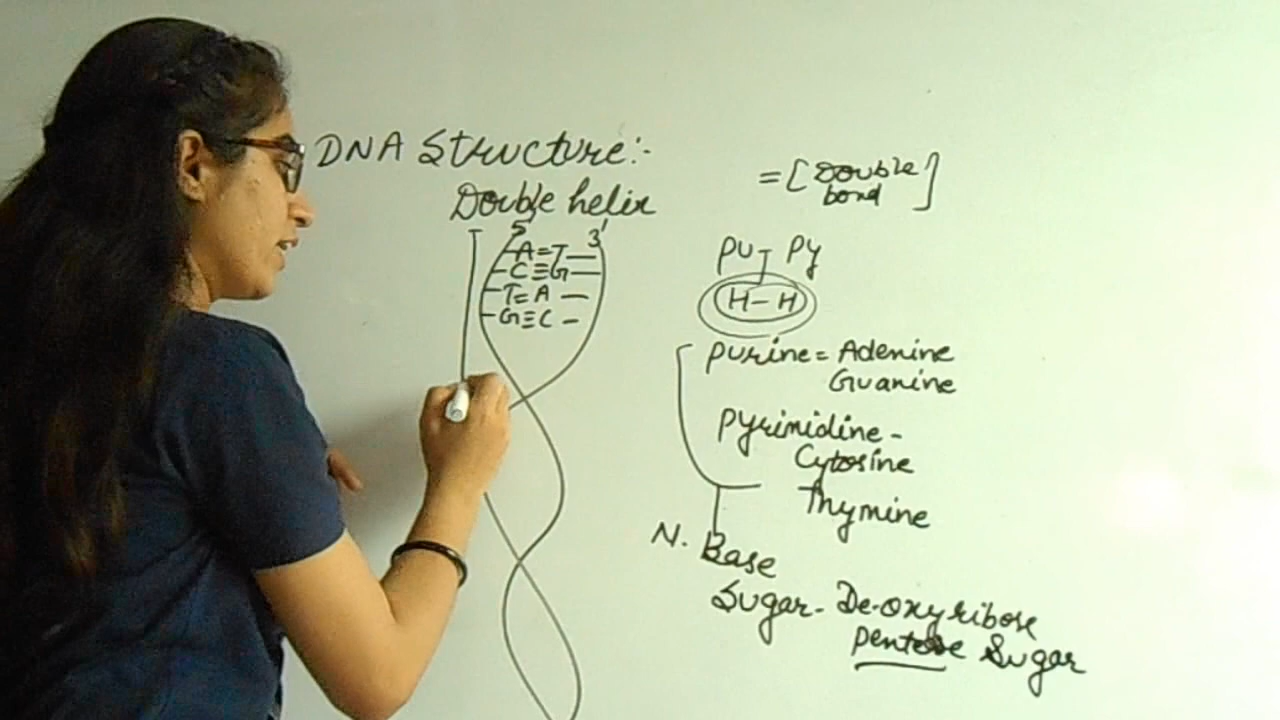 DNA Structure:-
Double helix
5' 3'
A=T
C≡G
T=A
G≡C
=[Double
bond]
PU PY
H-H
Purine = Adenine
Guanine
Pyrimidine -
Cytosine
Thymine
N. Base
Sugar - De-oxyribose
Pentose Sugar